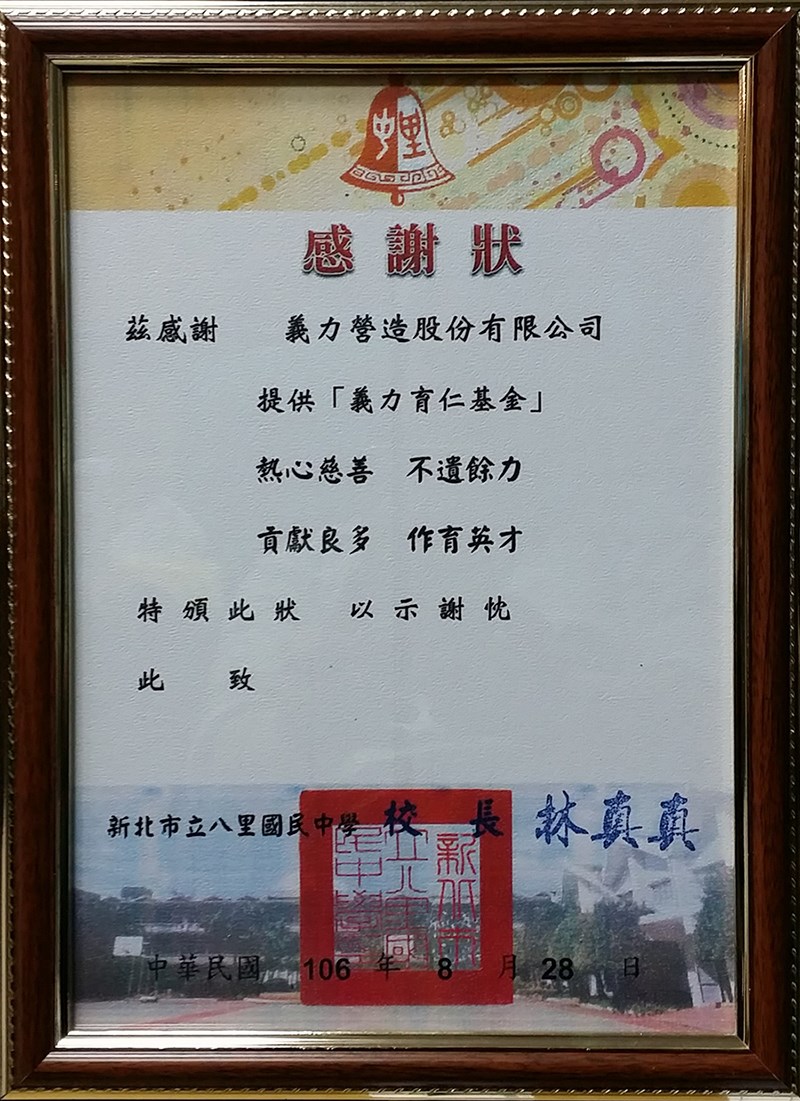 感謝狀
茲感謝 義力營造股份有限公司
提供「義力育仁基金」
熱心慈善 不遺餘力
貢獻良多 作育英才
特頒此狀 以示謝忱
此 致
新北市立八里國民中學 校 長 林真真
中華民國 106 年 8 月 28 日